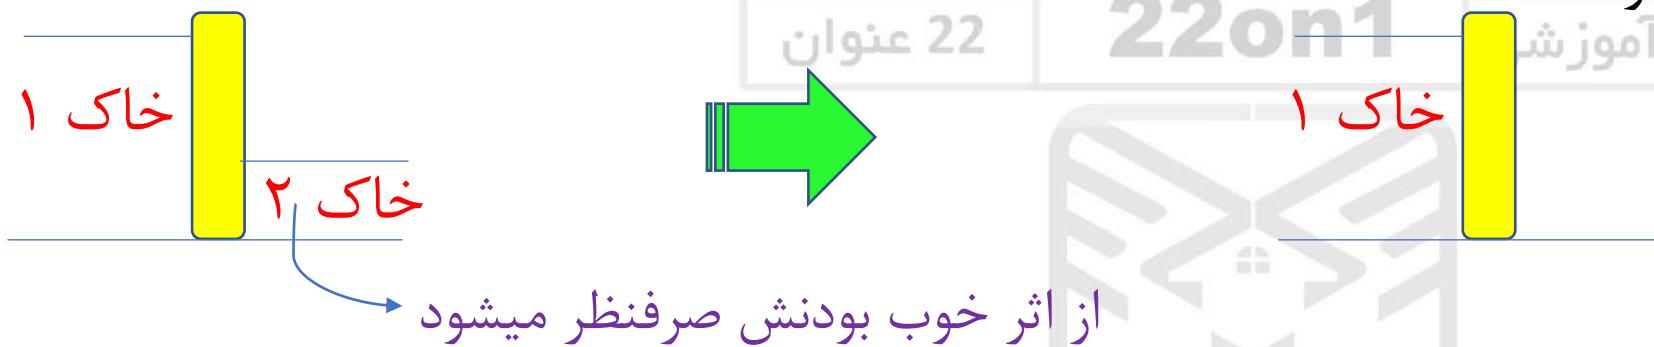 آموزش 22on1 22 عنوان
خاک ۱
خاک ۱
خاک ۲
از اثر خوب بودنش صرفنظر میشود